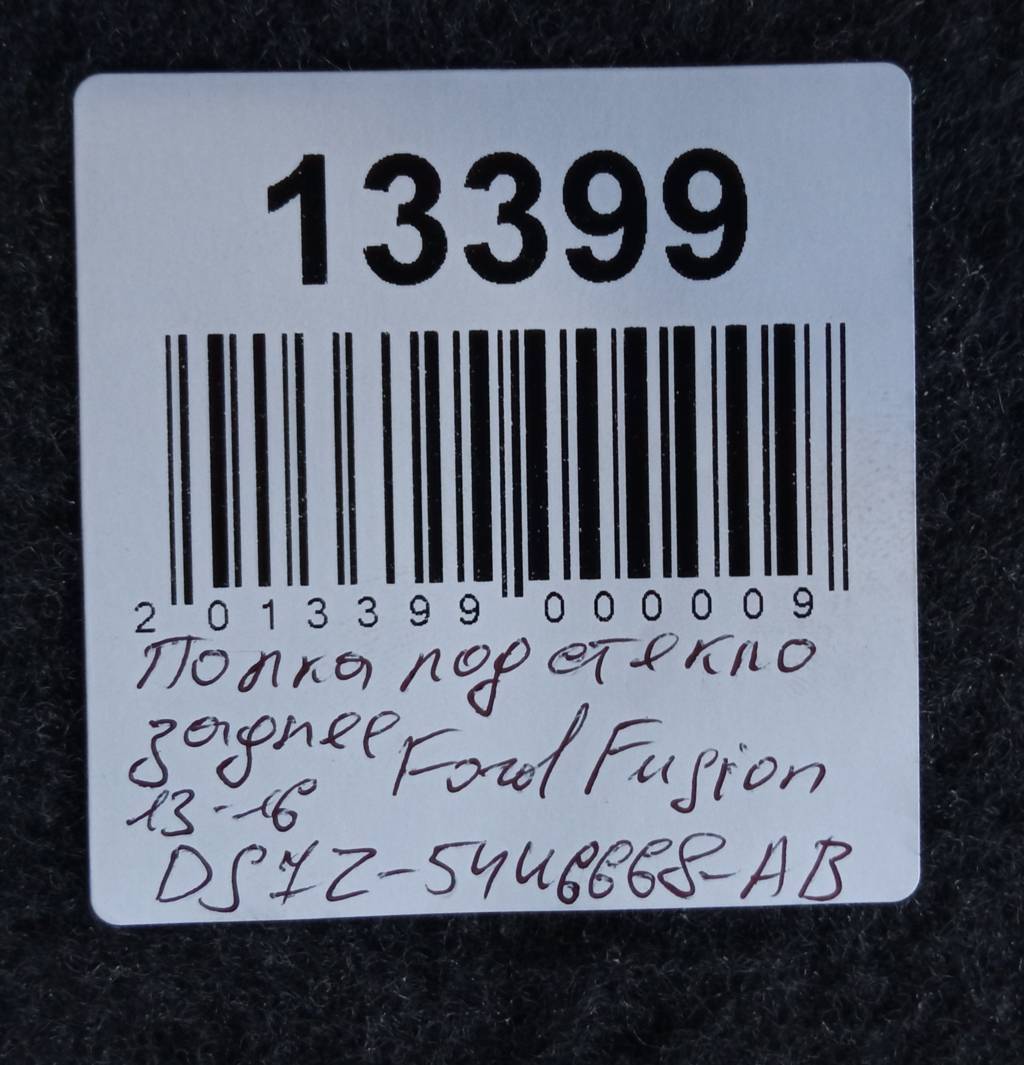 13399
2 013399 000009
Полка под стекло
заднее Ford Fusion
13-16
DS7Z-5446668-AB